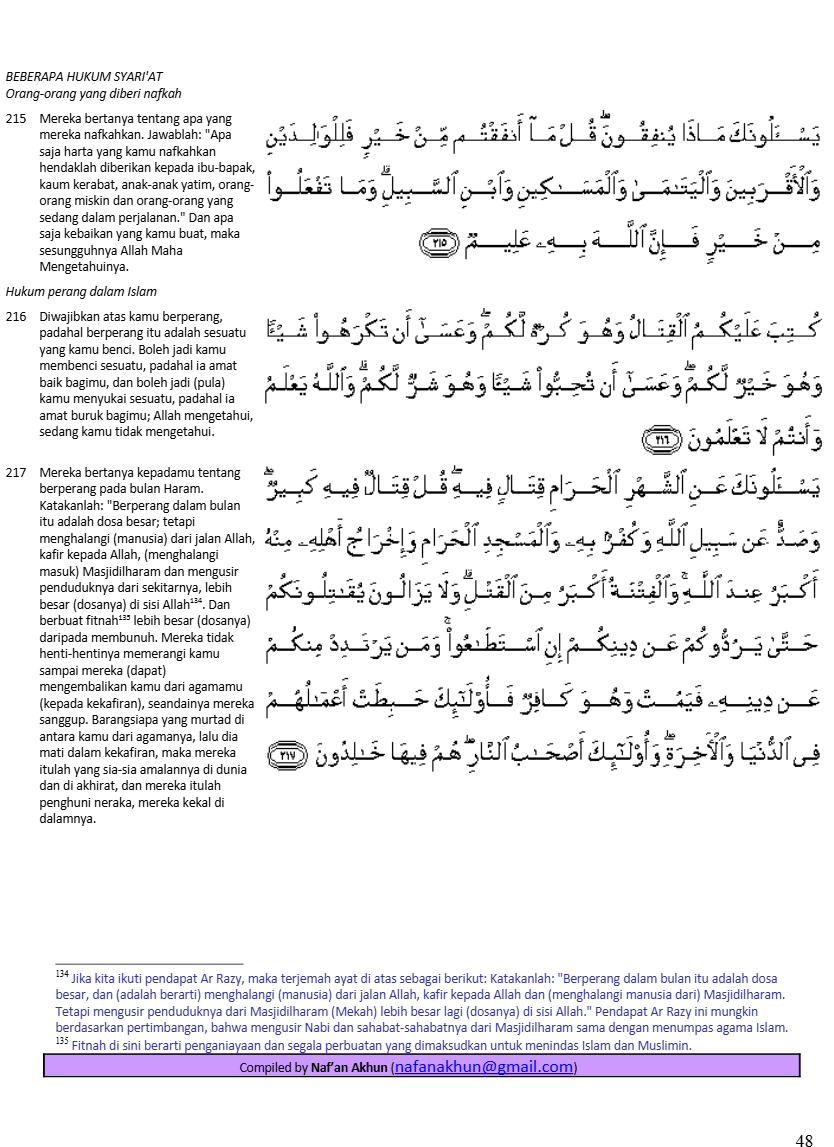 BEBERAPA HUKUM SYARI'AT
Orang-orang yang diberi nafkah
215 Mereka bertanya tentang apa yang
mereka nafkahkan. Jawablah: "Apa
saja harta yang kamu nafkahkan
hendaklah diberikan kepada ibu-bapak,
kaum kerabat, anak-anak yatim, orang-
orang miskin dan orang-orang yang
sedang dalam perjalanan." Dan apa
saja kebaikan yang kamu buat, maka
sesungguhnya Allah Maha
Mengetahuinya.
يَسْـَٔلُونَكَ مَاذَا يُنفِقُونَ ۖ قُلْ مَآ أَنفَقْتُم مِّنْ خَيْرٍ فَلِلْوَٰلِدَيْنِ
وَٱلْأَقْرَبِينَ وَٱلْيَتَـٰمَىٰ وَٱلْمَسَـٰكِينِ وَٱبْنِ ٱلسَّبِيلِ ۗ وَمَا تَفْعَلُوا۟
مِنْ خَيْرٍ فَإِنَّ ٱللَّهَ بِهِۦ عَلِيمٌ ٢١٥
Hukum perang dalam Islam
216 Diwajibkan atas kamu berperang,
padahal berperang itu adalah sesuatu
yang kamu benci. Boleh jadi kamu
membenci sesuatu, padahal ia amat
baik bagimu, dan boleh jadi (pula)
kamu menyukai sesuatu, padahal ia
amat buruk bagimu; Allah mengetahui,
sedang kamu tidak mengetahui.
كُتِبَ عَلَيْكُمُ ٱلْقِتَالُ وَهُوَ كُرْهٌ لَّكُمْ ۖ وَعَسَىٰٓ أَن تَكْرَهُوا۟ شَيْـًٔا
وَهُوَ خَيْرٌ لَّكُمْ ۖ وَعَسَىٰٓ أَن تُحِبُّوا۟ شَيْـًٔا وَهُوَ شَرٌّ لَّكُمْ ۗ وَٱللَّهُ يَعْلَمُ
وَأَنتُمْ لَا تَعْلَمُونَ ٢١٦
217 Mereka bertanya kepadamu tentang
berperang pada bulan Haram.
Katakanlah: "Berperang dalam bulan
itu adalah dosa besar; tetapi
menghalangi (manusia) dari jalan Allah,
kafir kepada Allah, (menghalangi
masuk) Masjidilharam dan mengusir
penduduknya dari sekitarnya, lebih
besar (dosanya) di sisi Allah134. Dan
berbuat fitnah135 lebih besar (dosanya)
daripada membunuh. Mereka tidak
henti-hentinya memerangi kamu
sampai mereka (dapat)
mengembalikan kamu dari agamamu
(kepada kekafiran), seandainya mereka
sanggup. Barangsiapa yang murtad di
antara kamu dari agamanya, lalu dia
mati dalam kekafiran, maka mereka
itulah yang sia-sia amalannya di dunia
dan di akhirat, dan mereka itulah
penghuni neraka, mereka kekal di
dalamnya.
يَسْـَٔلُونَكَ عَنِ ٱلشَّهْرِ ٱلْحَرَامِ قِتَالٍ فِيهِ ۖ قُلْ قِتَالٌ فِيهِ كَبِيرٌ ۖ
وَصَدٌّ عَن سَبِيلِ ٱللَّهِ وَكُفْرٌۢ بِهِۦ وَٱلْمَسْجِدِ ٱلْحَرَامِ وَإِخْرَاجُ أَهْلِهِۦ مِنْهُ
أَكْبَرُ عِندَ ٱللَّهِ ۚ وَٱلْفِتْنَةُ أَكْبَرُ مِنَ ٱلْقَتْلِ ۗ وَلَا يَزَالُونَ يُقَـٰتِلُونَكُمْ
حَتَّىٰ يَرُدُّوكُمْ عَن دِينِكُمْ إِنِ ٱسْتَطَـٰعُوا۟ ۚ وَمَن يَرْتَدِدْ مِنكُمْ
عَن دِينِهِۦ فَيَمُتْ وَهُوَ كَافِرٌ فَأُو۟لَـٰٓئِكَ حَبِطَتْ أَعْمَـٰلُهُمْ
فِى ٱلدُّنْيَا وَٱلْـَٔاخِرَةِ ۖ وَأُو۟لَـٰٓئِكَ أَصْحَـٰبُ ٱلنَّارِ ۖ هُمْ فِيهَا خَـٰلِدُونَ ٢١٧
134 Jika kita ikuti pendapat Ar Razy, maka terjemah ayat di atas sebagai berikut: Katakanlah: "Berperang dalam bulan itu adalah dosa
besar, dan (adalah berarti) menghalangi (manusia) dari jalan Allah, kafir kepada Allah dan (menghalangi manusia dari) Masjidilharam.
Tetapi mengusir penduduknya dari Masjidilharam (Mekah) lebih besar lagi (dosanya) di sisi Allah." Pendapat Ar Razy ini mungkin
berdasarkan pertimbangan, bahwa mengusir Nabi dan sahabat-sahabatnya dari Masjidilharam sama dengan menumpas agama Islam.
135 Fitnah di sini berarti penganiayaan dan segala perbuatan yang dimaksudkan untuk menindas Islam dan Muslimin.
Compiled by Naf'an Akhun (nafanakhun@gmail.com)
48